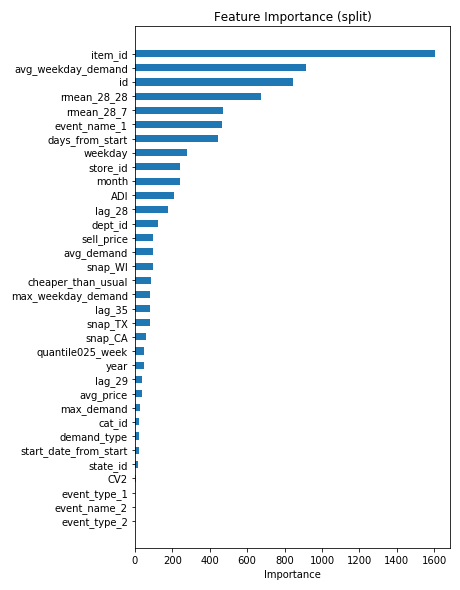 Feature Importance (split)
item_id
avg_weekday_demand
id
rmean_28_28
rmean_28_7
event_name_1
days_from_start
weekday
store_id
month
ADI
lag_28
dept_id
sell_price
avg_demand
snap_WI
cheaper_than_usual
max_weekday_demand
lag_35
snap_TX
snap_CA
quantile025_week
year
lag_29
avg_price
max_demand
cat_id
demand_type
start_date_from_start
state_id
CV2
event_type_1
event_name_2
event_type_2
0 200 400 600 800 1000 1200 1400 1600
Importance